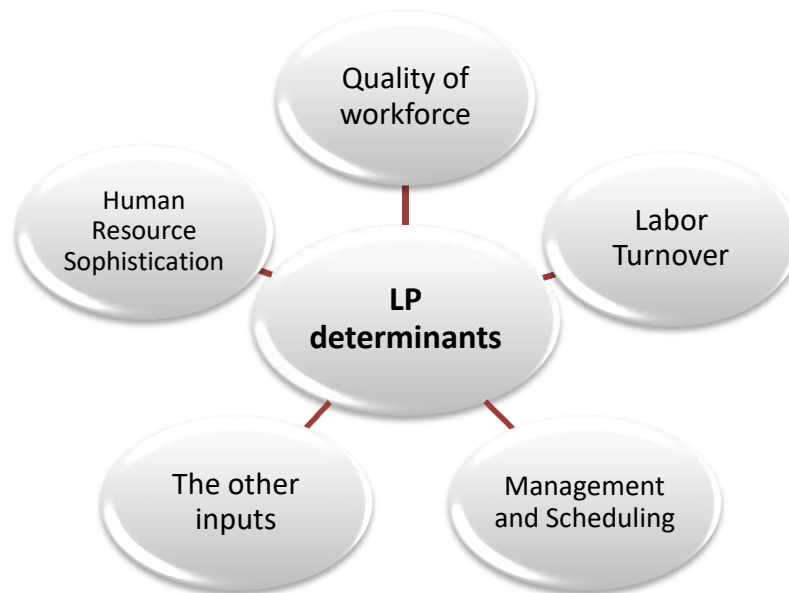 Quality of
workforce
Human
Resource
Sophistication
Labor
Turnover
LP
determinants
The other
inputs
Management
and Scheduling